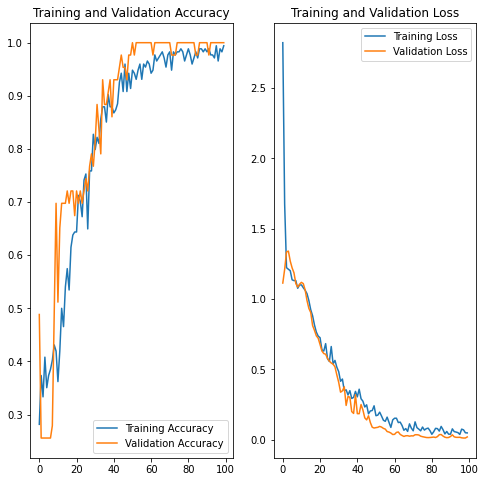 Training and Validation Accuracy
1.0
0.9
0.8
0.7
0.6
0.5
0.4
0.3
0 20 40 60 80 100
Training Accuracy
Validation Accuracy
Training and Validation Loss
2.5
2.0
1.5
1.0
0.5
0.0
0 20 40 60 80 100
Training Loss
Validation Loss